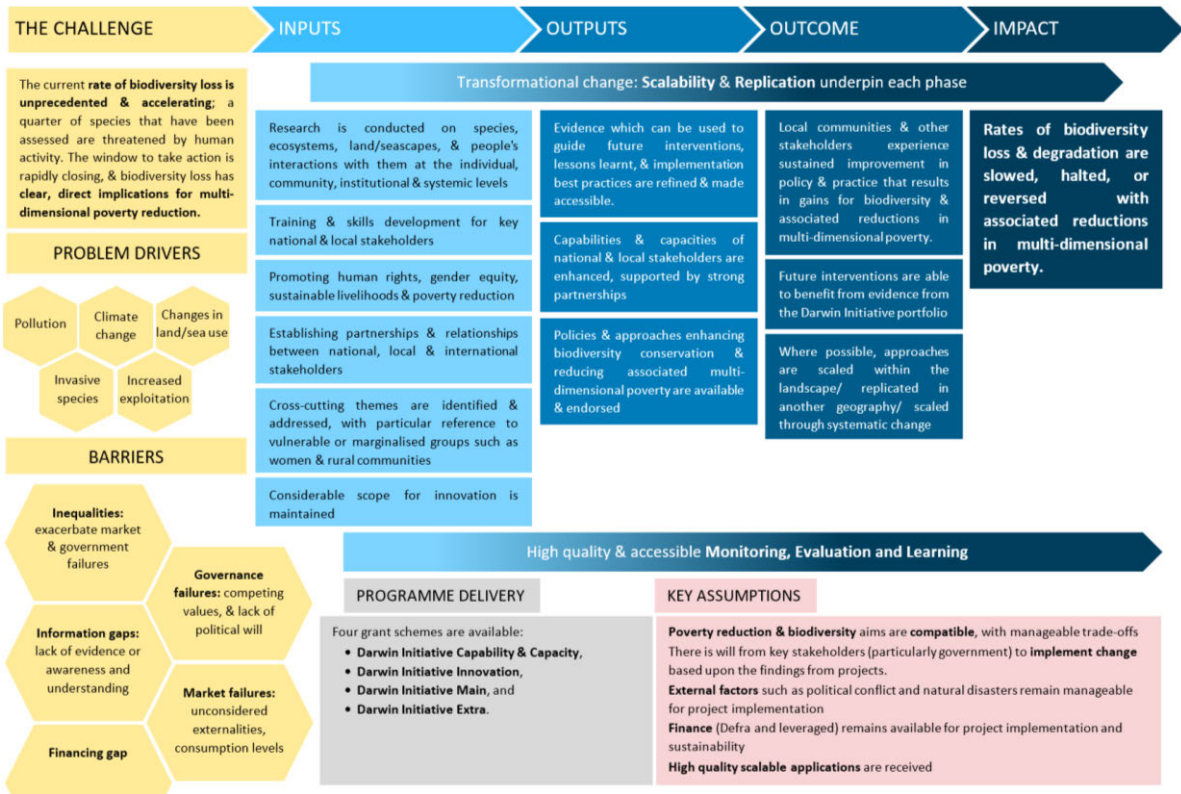 THE CHALLENGE
INPUTS
OUTPUTS
OUTCOME
IMPACT
Transformational change: Scalability & Replication underpin each phase
The current rate of biodiversity loss is
unprecedented & accelerating; a
quarter of species that have been
assessed are threatened by human
activity. The window to take action is
rapidly closing, & biodiversity loss has
clear, direct implications for multi-
dimensional poverty reduction.
PROBLEM DRIVERS
Pollution
Climate
change
Changes in
land/sea use
Invasive
species
Increased
exploitation
BARRIERS
Inequalities:
exacerbate market
& government
failures
Governance
failures: competing
values, & lack of
political will
Information gaps:
lack of evidence or
awareness and
understanding
Market failures:
unconsidered
externalities,
consumption levels
Financing gap
Research is conducted on species,
ecosystems, land/seascapes, & people's
interactions with them at the individual,
community, institutional & systemic levels
Training & skills development for key
national & local stakeholders
Promoting human rights, gender equity,
sustainable livelihoods & poverty reduction
Establishing partnerships & relationships
between national, local & international
stakeholders
Cross-cutting themes are identified &
addressed, with particular reference to
vulnerable or marginalised groups such as
women & rural communities
Considerable scope for innovation is
maintained
Evidence which can be used to
guide future interventions,
lessons learnt, & implementation
best practices are refined & made
accessible.
Capabilities & capacities of
national & local stakeholders are
enhanced, supported by strong
partnerships
Policies & approaches enhancing
biodiversity conservation &
reducing associated multi-
dimensional poverty are available
& endorsed
Local communities & other
stakeholders experience
sustained improvement in
policy & practice that results
in gains for biodiversity &
associated reductions in
multi-dimensional poverty.
Future interventions are able
to benefit from evidence from
the Darwin Initiative portfolio
Where possible, approaches
are scaled within the
landscape/ replicated in
another geography/ scaled
through systematic change
Rates of biodiversity
loss & degradation are
slowed, halted, or
reversed with
associated reductions
in multi-dimensional
poverty.
High quality & accessible Monitoring, Evaluation and Learning
PROGRAMME DELIVERY
Four grant schemes are available:
• Darwin Initiative Capability & Capacity,
• Darwin Initiative Innovation,
• Darwin Initiative Main, and
• Darwin Initiative Extra.
KEY ASSUMPTIONS
Poverty reduction & biodiversity aims are compatible, with manageable trade-offs
There is will from key stakeholders (particularly government) to implement change
based upon the findings from projects.
External factors such as political conflict and natural disasters remain manageable
for project implementation
Finance (Defra and leveraged) remains available for project implementation and
sustainability
High quality scalable applications are received